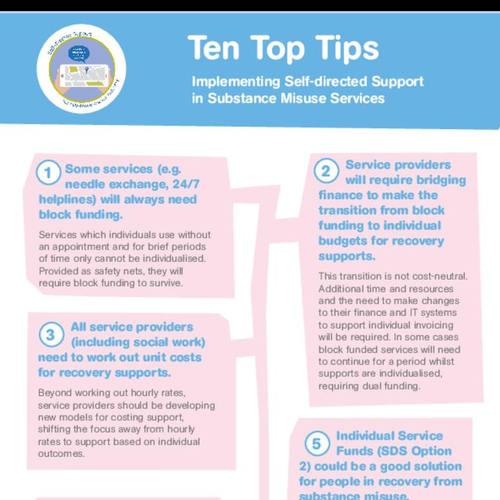 Ten Top Tips
Implementing Self-directed Support
in Substance Misuse Services
1
Some services (e.g.
needle exchange, 24/7
helplines) will always need
block funding.
Services which individuals use without
an appointment and for brief periods
of time only cannot be individualised.
Provided as safety nets, they will
require block funding to survive.
2
Service providers
will require bridging
finance to make the
transition from block
funding to individual
budgets for recovery
supports.
This transition is not cost-neutral.
Additional time and resources
and the need to make changes
to their finance and IT systems
to support individual invoicing
will be required. In some cases
block funded services will need
to continue for a period whilst
supports are individualised,
requiring dual funding.
3
All service providers
(including social work)
need to work out unit costs
for recovery supports.
Beyond working out hourly rates,
service providers should be developing
new models for costing support,
shifting the focus away from hourly
rates to support based on individual
outcomes.
5
Individual Service
Funds (SDS Option
2) could be a good solution
for people in recovery from
substance misuse.